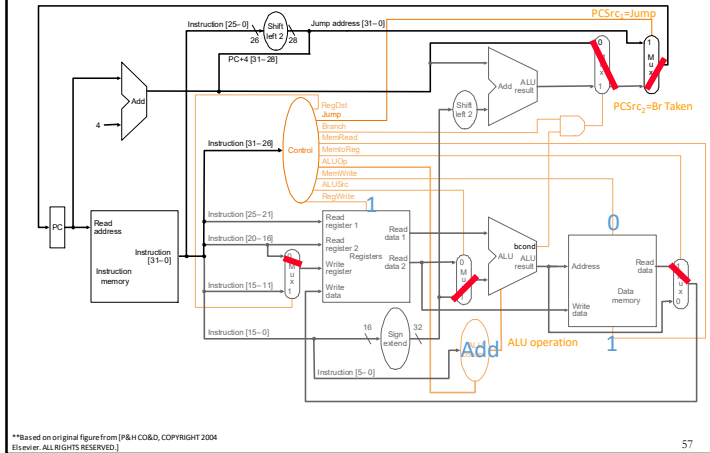 PCSrc₁=Jump
Instruction [25–0]
Shift
left 2
Jump address [31–0]
26
28
PC+4 [31–28]
0
M
u
x
1
1
M
u
x
Add
4
Add
ALU
result
Shift
left 2
PCSrc₂=Br Taken
RegDst
Jump
Branch
MemRead
MemtoReg
ALUOp
MemWrite
ALUSrc
RegWrite
Instruction [31–26]
Control
1
0
PC
Read
address
Instruction
[31–0]
Instruction
memory
Instruction [25–21]
Instruction [20–16]
Instruction [15–11]
0
M
u
x
1
Read
register 1
Read
register 2
Registers
Write
register
Write
data
Read
data 1
Read
data 2
0
M
u
ALU
bcond
ALU
result
Address
Read
data
Data
memory
Write
data
ux
0
Instruction [15–0]
16
Sign
extend
32
Instruction [5–0]
Add
ALU operation
1
**Based on original figure from [P&H CO&D, COPYRIGHT 2004
Elsevier. ALL RIGHTS RESERVED.]
57